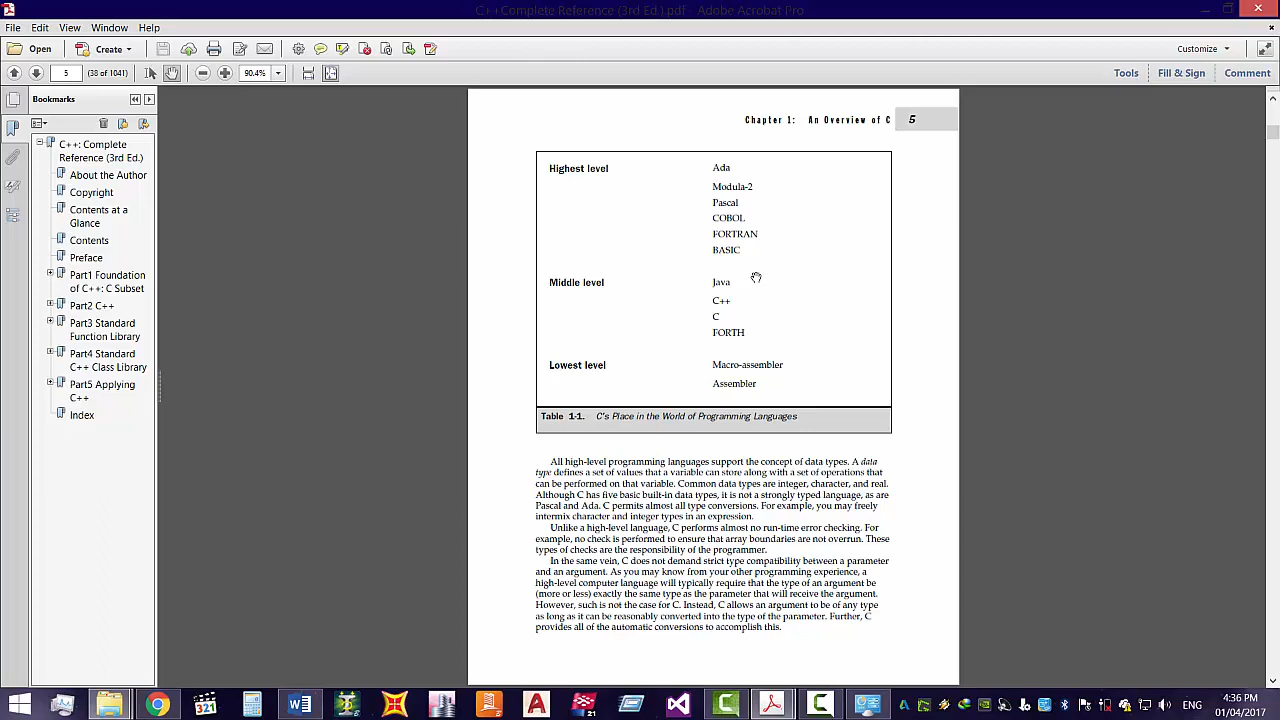 C++ Complete Reference (3rd Ed.).pdf - Adobe Acrobat Pro
File Edit View Window Help
Open Create Customize
5 (38 of 1041) 90.4% Tools Fill & Sign Comment
Bookmarks
C++: Complete
Reference (3rd Ed.)
About the Author
Copyright
Contents at a
Glance
Contents
Preface
Part1 Foundation
of C++: C Subset
Part2 C++
Part3 Standard
Function Library
Part4 Standard
C++ Class Library
Part5 Applying
C++
Index
Chapter 1: An Overview of C 5
Highest level Ada
Modula-2
Pascal
COBOL
FORTRAN
BASIC
Middle level Java
C++
C
FORTH
Lowest level Macro-assembler
Assembler
Table 1-1. C's Place in the World of Programming Languages
All high-level programming languages support the concept of data types. A data
type defines a set of values that a variable can store along with a set of operations that
can be performed on that variable. Common data types are integer, character, and real.
Although C has five basic built-in data types, it is not a strongly typed language, as are
Pascal and Ada. C permits almost all type conversions. For example, you may freely
intermix character and integer types in an expression.
Unlike a high-level language, C performs almost no run-time error checking. For
example, no check is performed to ensure that array boundaries are not overrun. These
types of checks are the responsibility of the programmer.
In the same vein, C does not demand strict type compatibility between a parameter
and an argument. As you may know from your other programming experience, a
high-level computer language will typically require that the type of an argument be
(more or less) exactly the same type as the parameter that will receive the argument.
However, such is not the case for C. Instead, C allows an argument to be of any type
as long as it can be reasonably converted into the type of the parameter. Further, C
provides all of the automatic conversions to accomplish this.
321
21
ENG
4:36 PM
01/04/2017